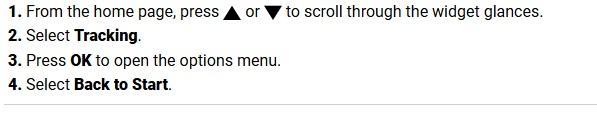 1. From the home page, press ▲ or ▼ to scroll through the widget glances.
2. Select Tracking.
3. Press OK to open the options menu.
4. Select Back to Start.